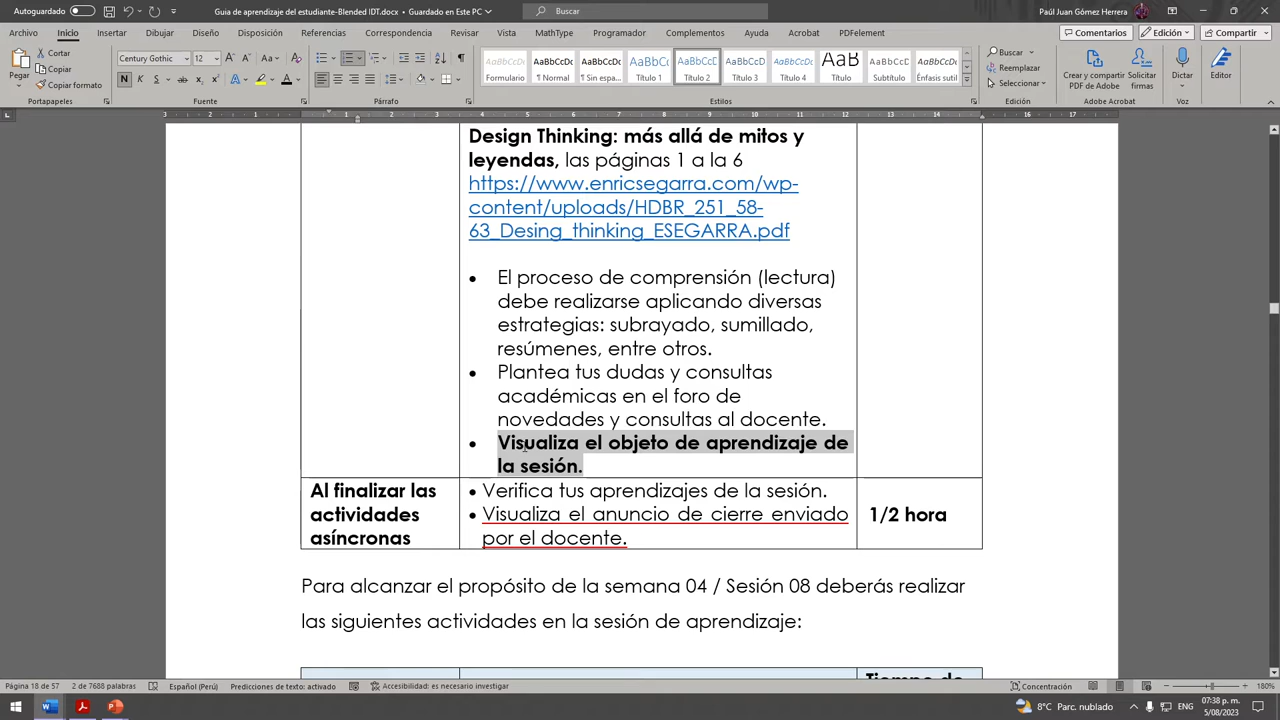 Autoguardado
Guia de aprendizaje del estudiante-Blended IDT.docx • Guardado en Este PC
Buscar
Paúl Juan Gómez Herrera
Archivo Inicio Insertar Dibujar Diseño Disposición Referencias Correspondencia Revisar Vista MathType Programador Complementos Ayuda Acrobat PDFelement
Comentarios Edición Compartir
Pegar
Cortar
Copiar
Copiar formato
Century Gothic 12
Portapapeles Fuente Párrafo
Formulario ¶ Normal ¶ Sin espa... Título 1 Título 2 Título 3 Título 4 Título Subtítulo Énfasis sutil
Estilos
Buscar
Reemplazar
Seleccionar
Edición
Crear y compartir PDF de Adobe
Solicitar firmas
Adobe Acrobat
Dictar
Voz
Editor
Editor
Design Thinking: más allá de mitos y
leyendas, las páginas 1 a la 6
https://www.enricsegarra.com/wp-
content/uploads/HDBR_251_58-
63_Desing_thinking_ESEGARRA.pdf
• El proceso de comprensión (lectura)
debe realizarse aplicando diversas
estrategias: subrayado, sumillado,
resúmenes, entre otros.
• Plantea tus dudas y consultas
académicas en el foro de
novedades y consultas al docente.
• Visualiza el objeto de aprendizaje de
la sesión.
Al finalizar las
actividades
asíncronas
• Verifica tus aprendizajes de la sesión.
• Visualiza el anuncio de cierre enviado
por el docente.
1/2 hora
Para alcanzar el propósito de la semana 04 / Sesión 08 deberás realizar
las siguientes actividades en la sesión de aprendizaje:
Tiempo de
Página 18 de 57 2 de 7688 palabras Español (Perú) Predicciones de texto: activado Accesibilidad: es necesario investigar
Concentración 180%
8°C Parc. nublado
07:38 p. m.
5/08/2023